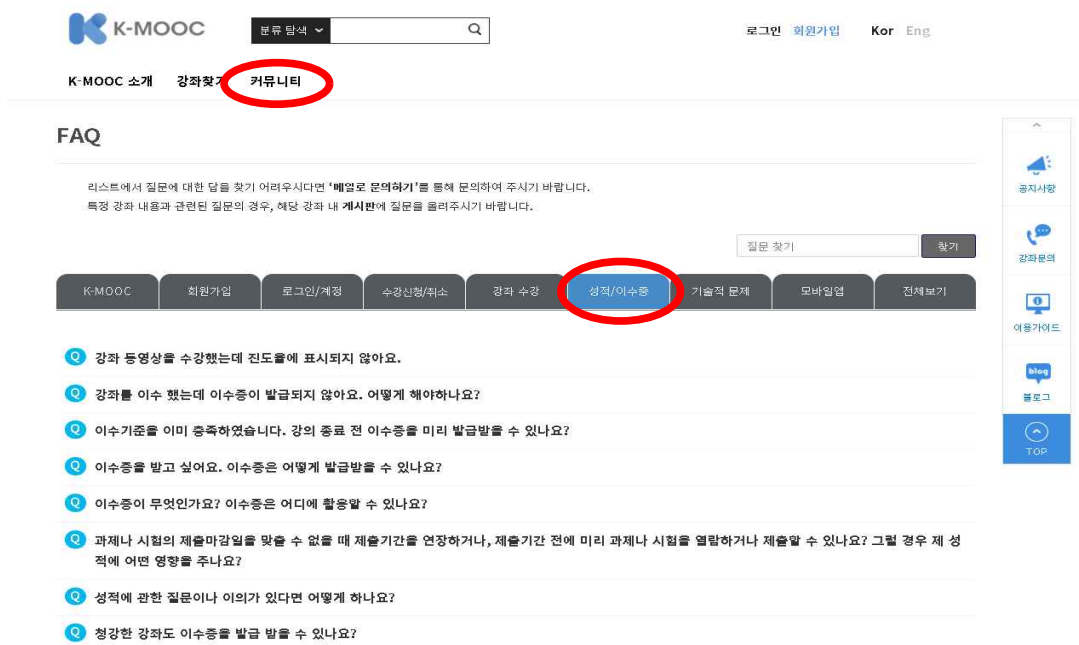 K-MOOC
분류 탐색
로그인 회원가입 Kor Eng
K-MOOC 소개 강좌찾기 커뮤니티
FAQ
리스트에서 질문에 대한 답을 찾기 어려우시다면 '메일로 문의하기'를 통해 문의하여 주시기 바랍니다.
특정 강좌 내용과 관련된 질문의 경우, 해당 강좌 내 게시판에 질문을 올려주시기 바랍니다.
질문 찾기 찾기
K-MOOC 회원가입 로그인/계정 수강신청/취소 강좌 수강 성적/이수증 기술적 문제 모바일앱 전체보기
Q 강좌 동영상을 수강했는데 진도율에 표시되지 않아요.
Q 강좌를 이수 했는데 이수증이 발급되지 않아요. 어떻게 해야하나요?
Q 이수기준을 이미 충족하였습니다. 강의 종료 전 이수증을 미리 발급받을 수 있나요?
Q 이수증을 받고 싶어요. 이수증은 어떻게 발급받을 수 있나요?
Q 이수증이 무엇인가요? 이수증은 어디에 활용할 수 있나요?
Q 과제나 시험의 제출마감일을 맞출 수 없을 때 제출기간을 연장하거나, 제출기간 전에 미리 과제나 시험을 열람하거나 제출할 수 있나요? 그럴 경우 제 성
적에 어떤 영향을 주나요?
Q 성적에 관한 질문이나 이의가 있다면 어떻게 하나요?
Q 청강한 강좌도 이수증을 발급 받을 수 있나요?
공지사항
강좌문의
이용가이드
blog
블로그
TOP